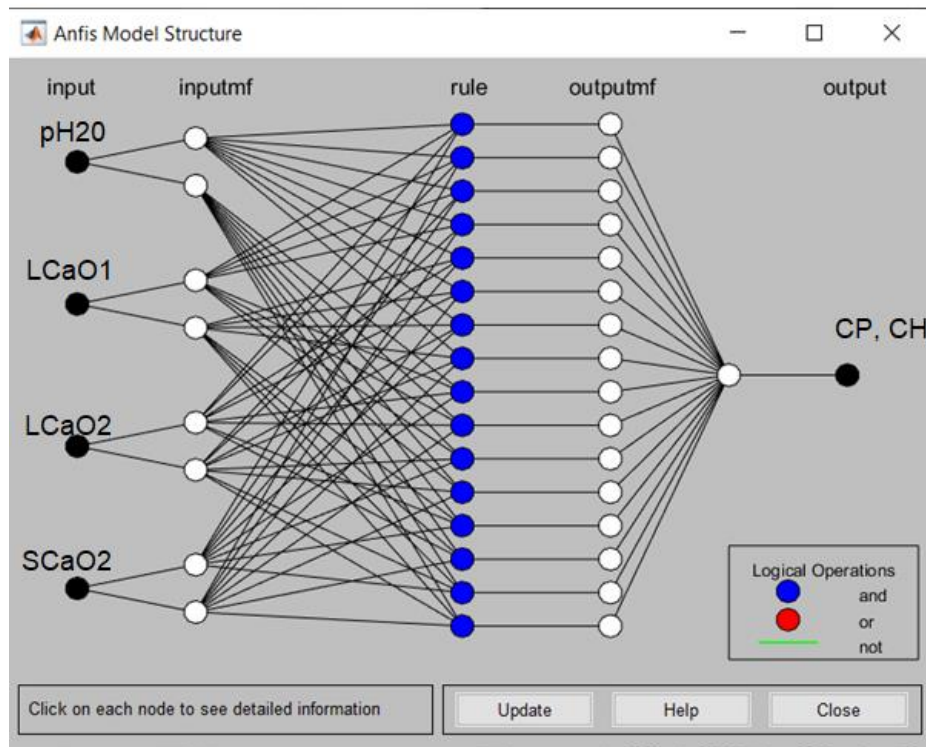 Anfis Model Structure
input inputmf rule outputmf output
pH20
LCaO1
CP, CH
LCaO2
SCaO2
Logical Operations
and
or
not
Click on each node to see detailed information
Update Help Close